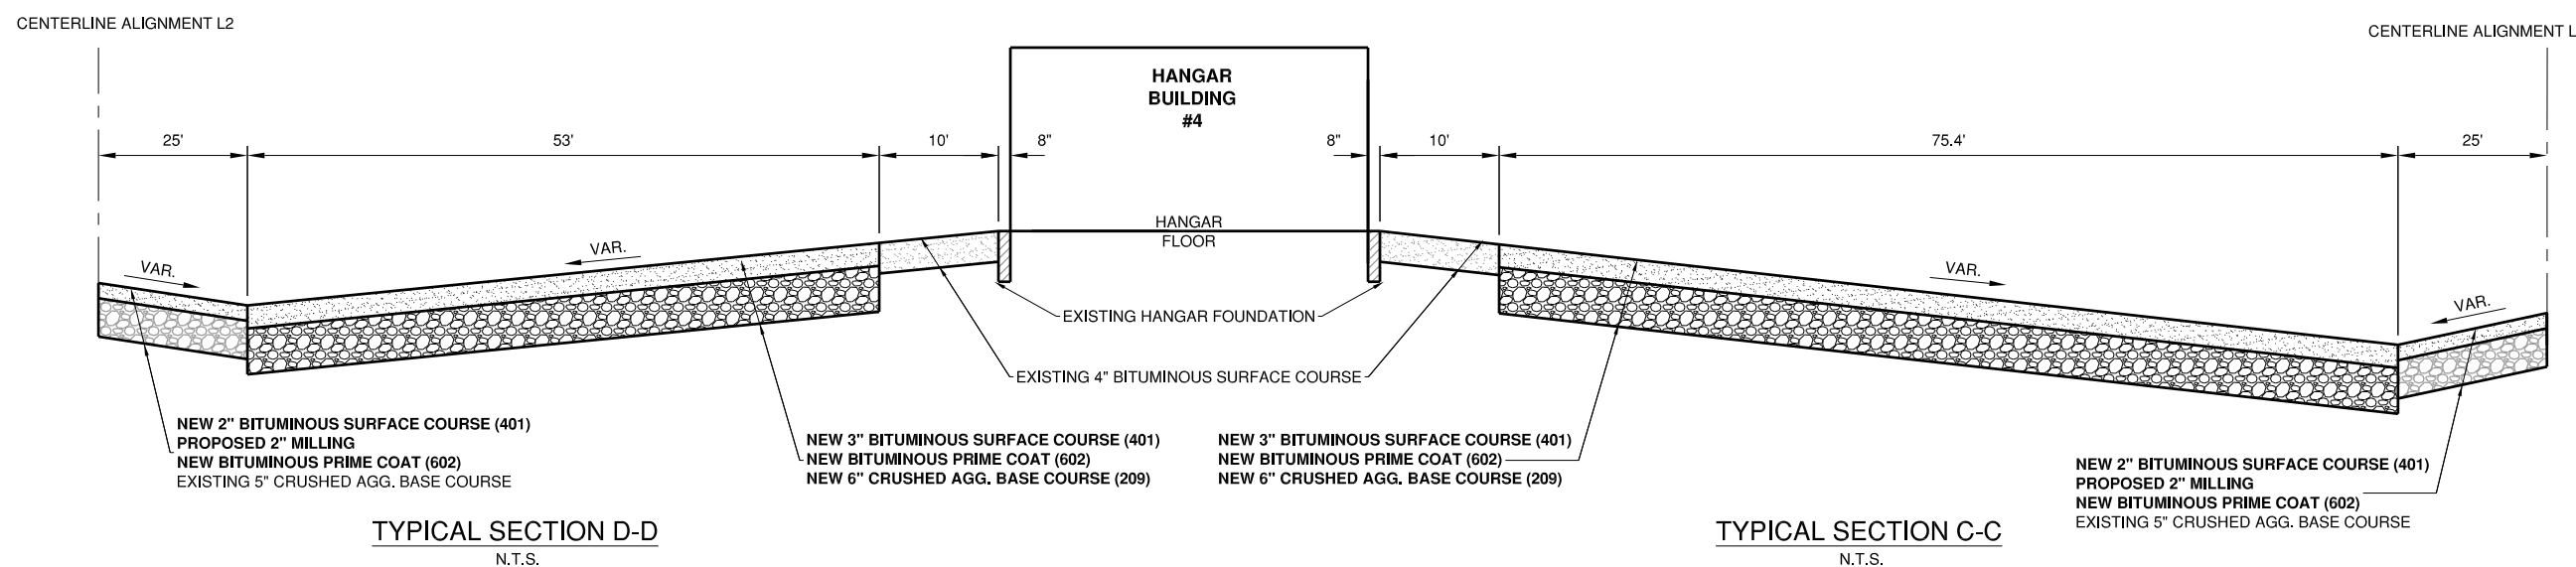 CENTERLINE ALIGNMENT L2
CENTERLINE ALIGNMENT L
HANGAR
BUILDING
#4
25'
53'
10'
8"
8"
10'
75.4'
25'
HANGAR
FLOOR
VAR.
VAR.
VAR.
VAR.
EXISTING HANGAR FOUNDATION
EXISTING 4" BITUMINOUS SURFACE COURSE
NEW 2" BITUMINOUS SURFACE COURSE (401)
PROPOSED 2" MILLING
NEW BITUMINOUS PRIME COAT (602)
EXISTING 5" CRUSHED AGG. BASE COURSE
NEW 3" BITUMINOUS SURFACE COURSE (401)
NEW BITUMINOUS PRIME COAT (602)
NEW 6" CRUSHED AGG. BASE COURSE (209)
NEW 3" BITUMINOUS SURFACE COURSE (401)
NEW BITUMINOUS PRIME COAT (602)
NEW 6" CRUSHED AGG. BASE COURSE (209)
NEW 2" BITUMINOUS SURFACE COURSE (401)
PROPOSED 2" MILLING
NEW BITUMINOUS PRIME COAT (602)
EXISTING 5" CRUSHED AGG. BASE COURSE
TYPICAL SECTION D-D
N.T.S.
TYPICAL SECTION C-C
N.T.S.